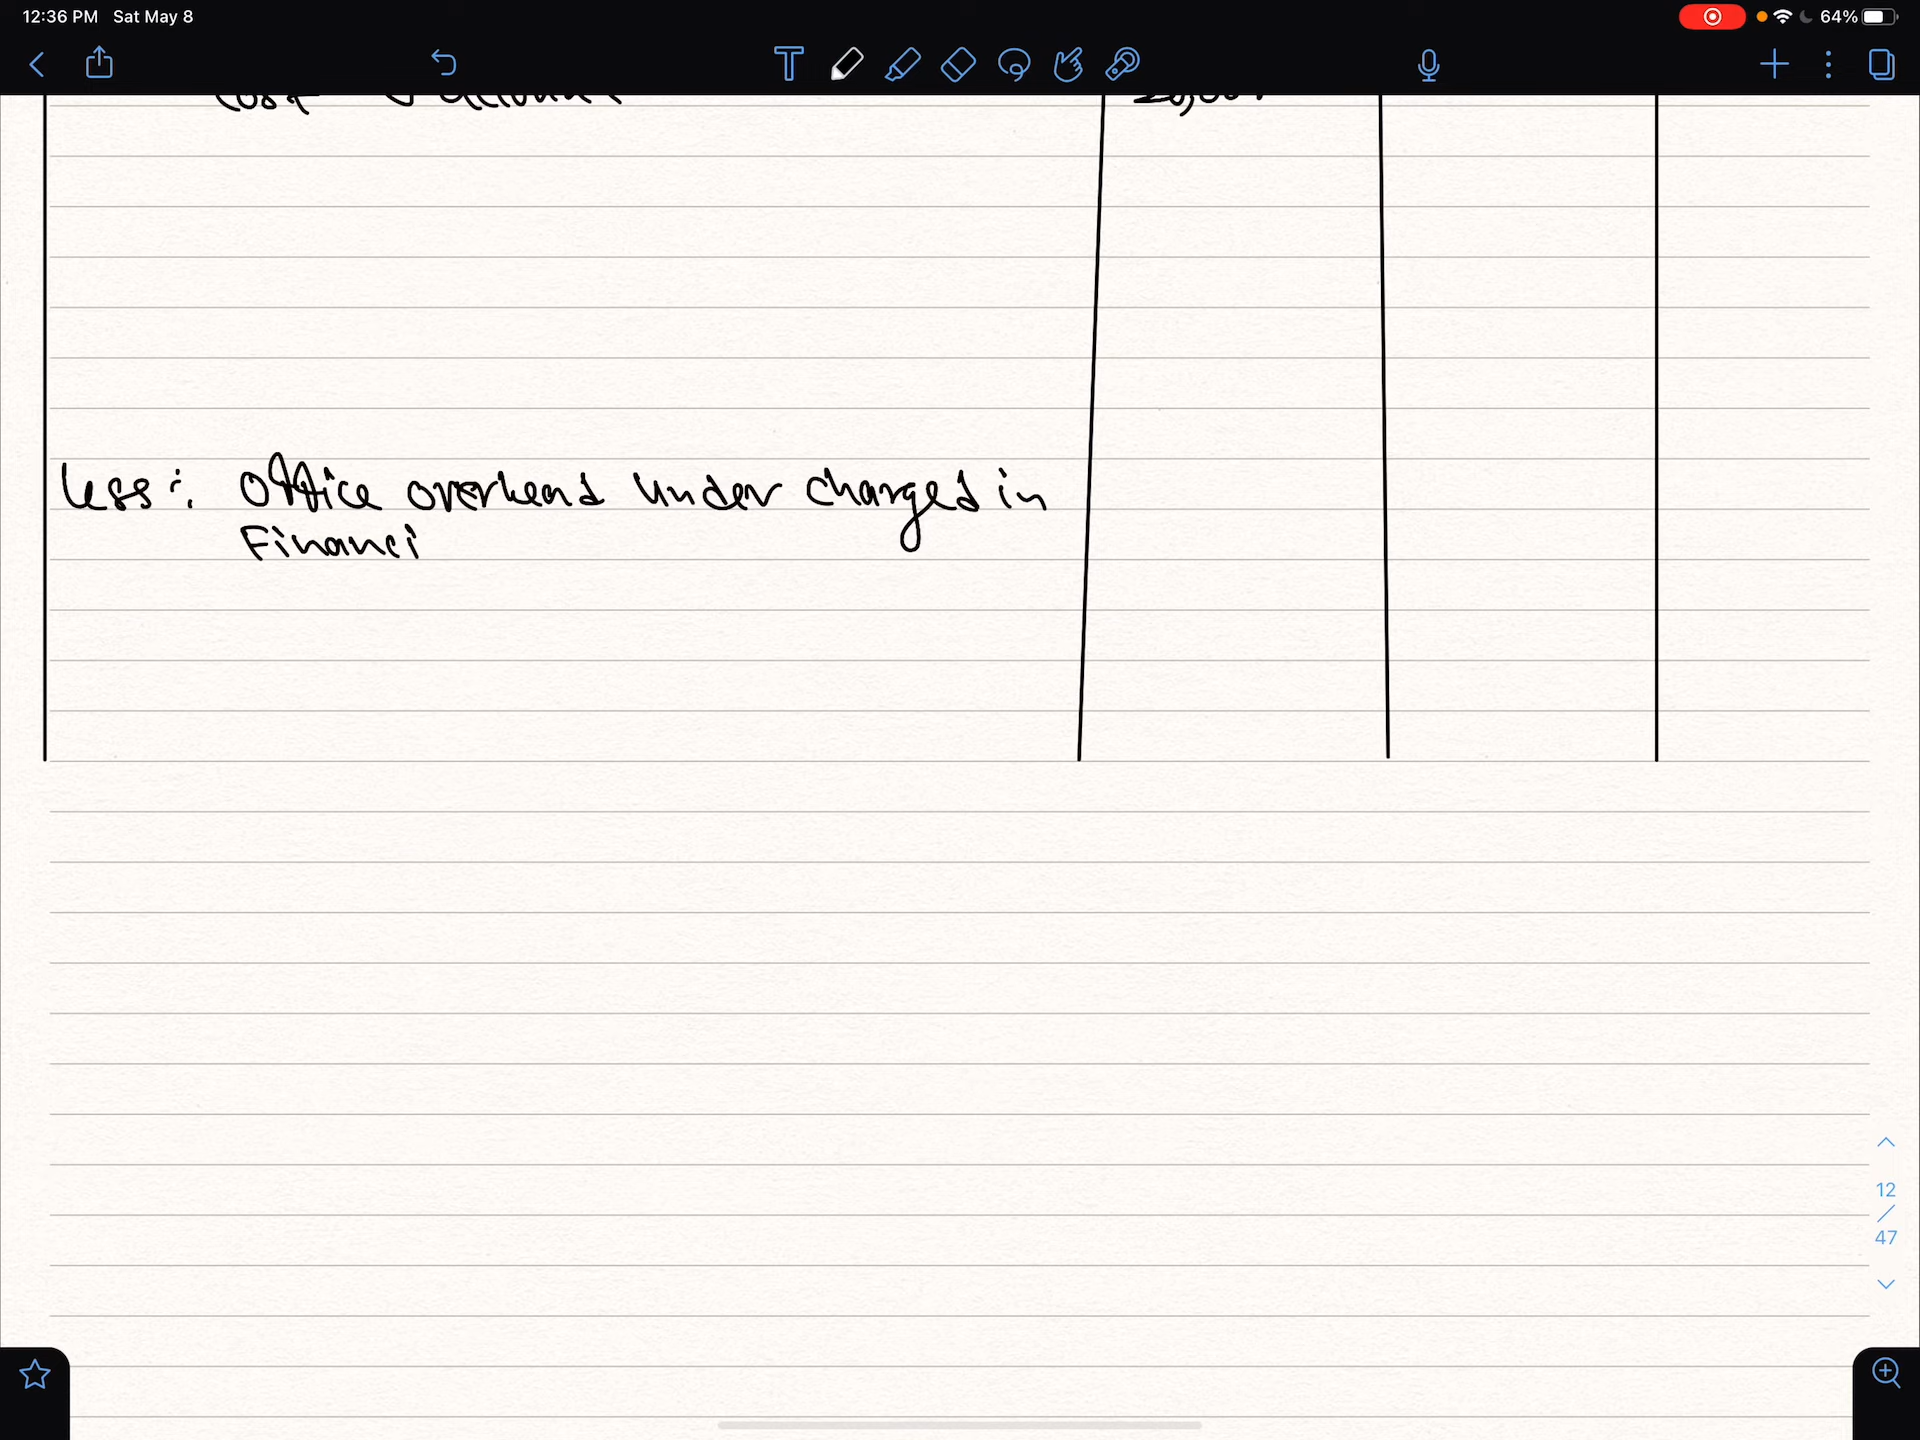 12:36 PM Sat May 8
64%
Less: Office overhead under charged in
Financi
12
47